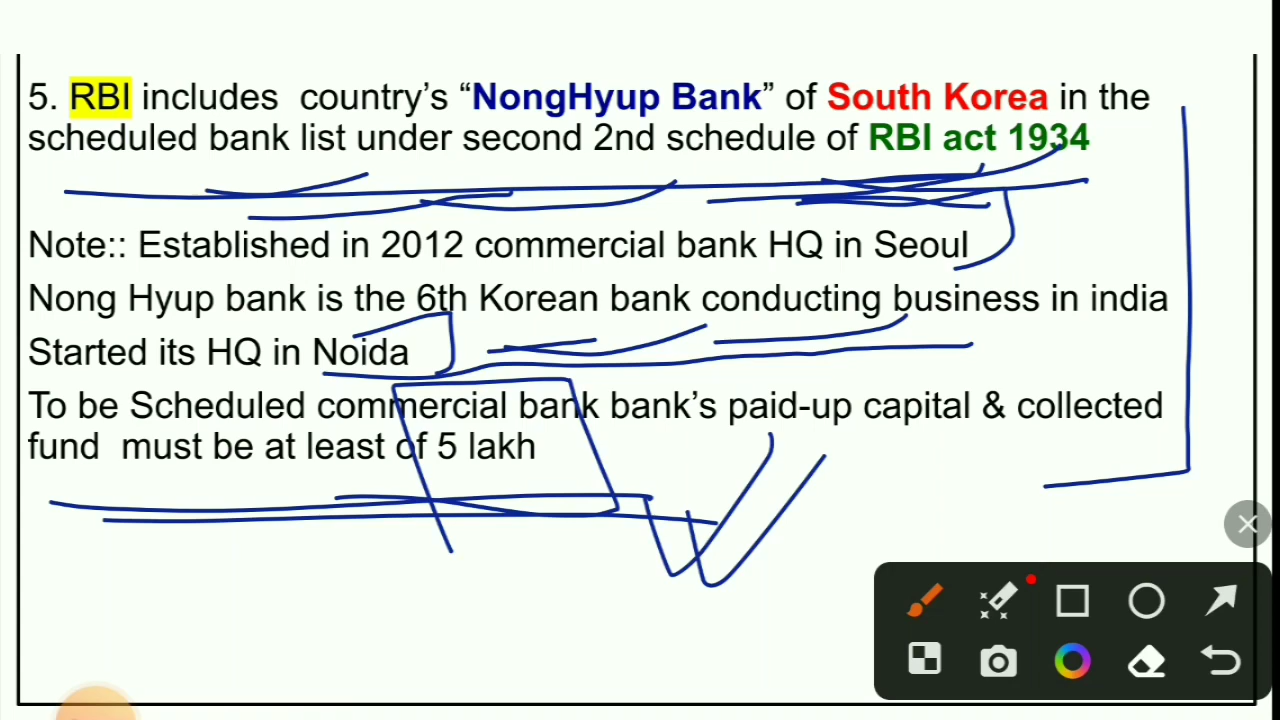 5. RBI includes country’s “NongHyup Bank” of South Korea in the
scheduled bank list under second 2nd schedule of RBI act 1934
Note:: Established in 2012 commercial bank HQ in Seoul
Nong Hyup bank is the 6th Korean bank conducting business in india
Started its HQ in Noida
To be Scheduled commercial bank bank’s paid-up capital & collected
fund must be at least of 5 lakh